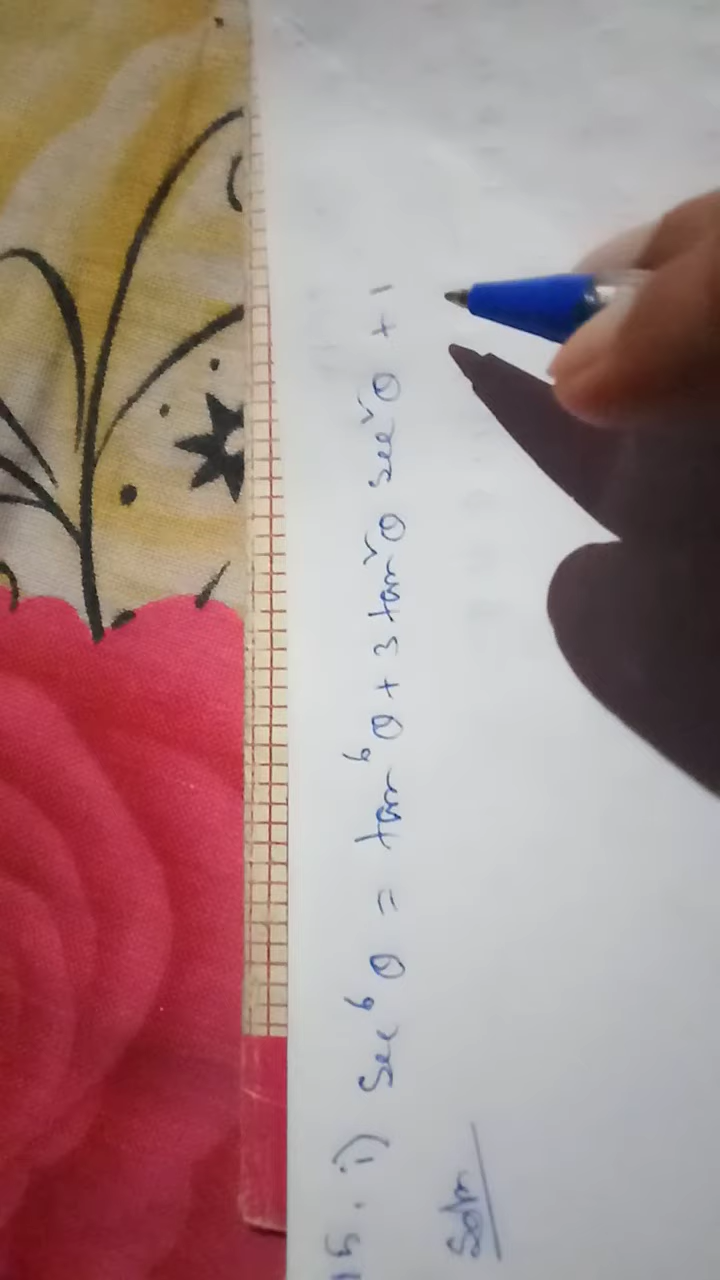 15. i) Sec⁶θ = tan⁶θ + 3 tan²θ sec²θ + 1
Soln